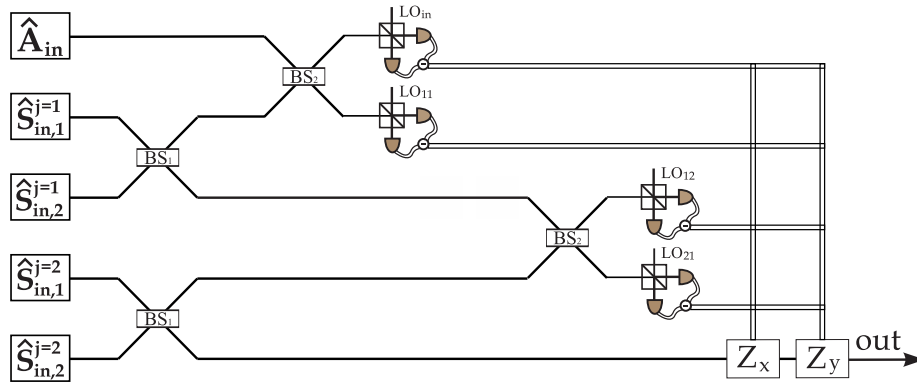 Â_in
LO_in
BS₂
Ŝ^{j=1}_{in,1}
LO₁₁
BS₁
Ŝ^{j=1}_{in,2}
LO₁₂
BS₂
Ŝ^{j=2}_{in,1}
LO₂₁
BS₁
Ŝ^{j=2}_{in,2}
Z_x
Z_y
out